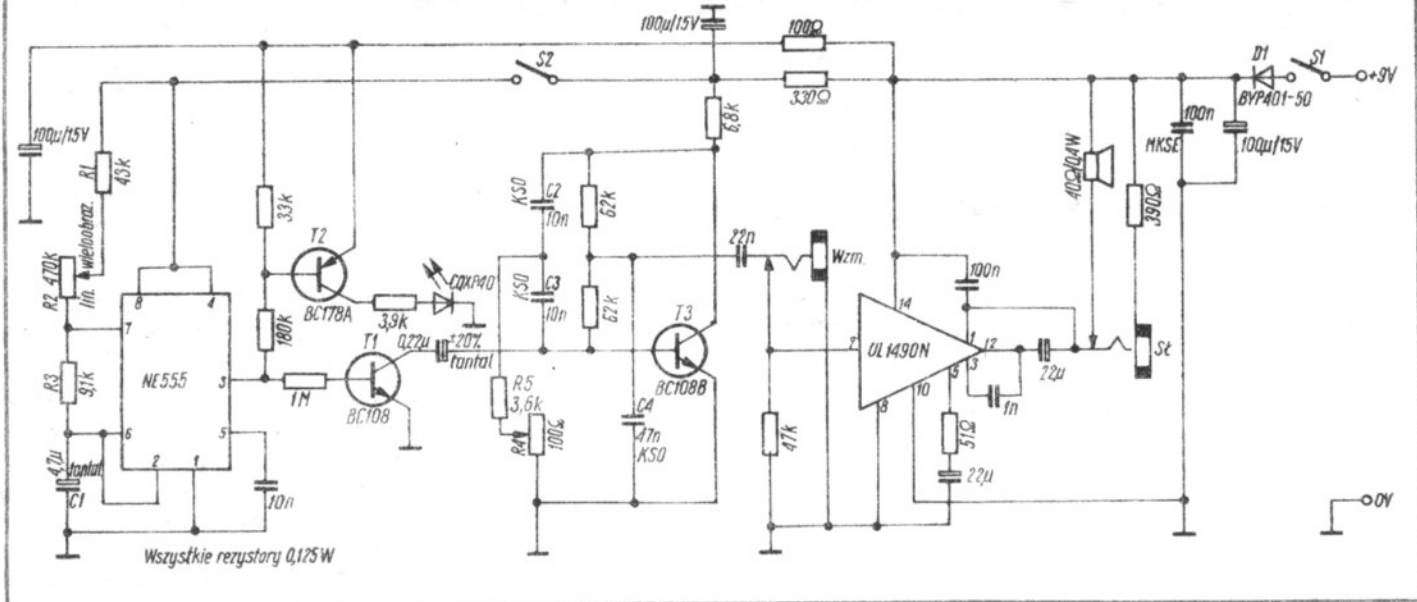 100µ/15V
100Ω
S2
330Ω
D1
BYP401-50
S1
+9V
100µ/15V
R1
43k
6,8k
100n
MKSE
100µ/15V
40Ω/0,4W
390Ω
33k
T2
BC178A
CQXP40
3,9k
180k
R2 470k
lin. wieloobraz.
KSO
C2
10n
62k
KSO
C3
10n
62k
22n
Wzm.
100n
8
4
7
NE555
3
6
5
2
1
R3
9,1k
4,7µ
tantal
C1
10n
1M
T1
BC108
0,22µ
±20%
tantal
T3
BC108B
R5
3,6k
R4
100Ω
C4
47n
KSO
47k
2
UL1490N
14
1
12
3
5
10
8
22µ
1n
51Ω
22µ
Sł
0V
Wszystkie rezystory 0,125W